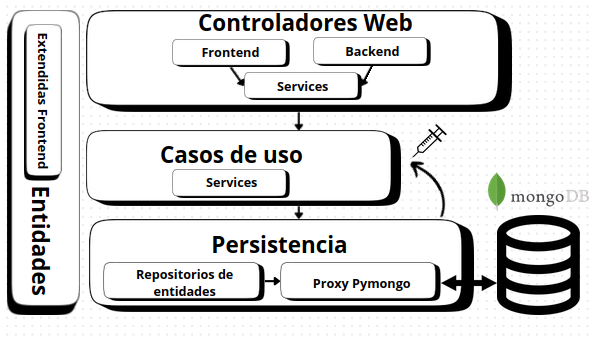 Controladores Web
Frontend
Backend
Services
Extendidas Frontend
Entidades
Casos de uso
Services
mongoDB
Persistencia
Repositorios de
entidades
Proxy Pymongo